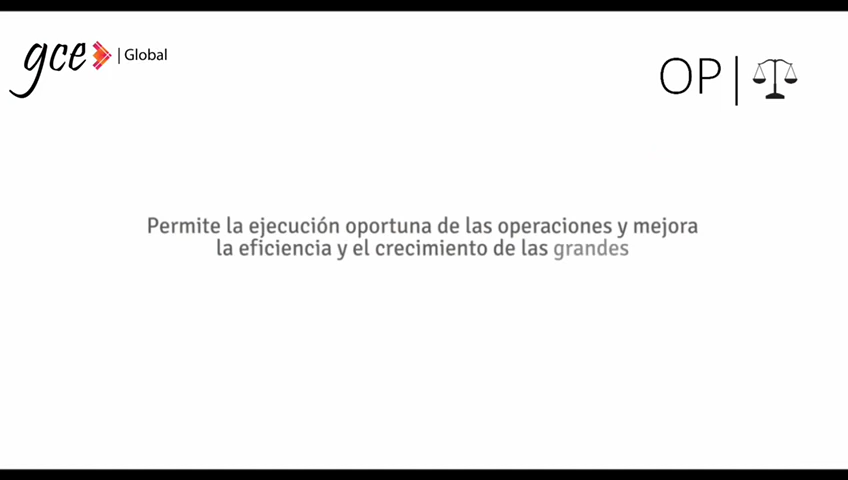 gce | Global
OP |
Permite la ejecución oportuna de las operaciones y mejora
la eficiencia y el crecimiento de las grandes